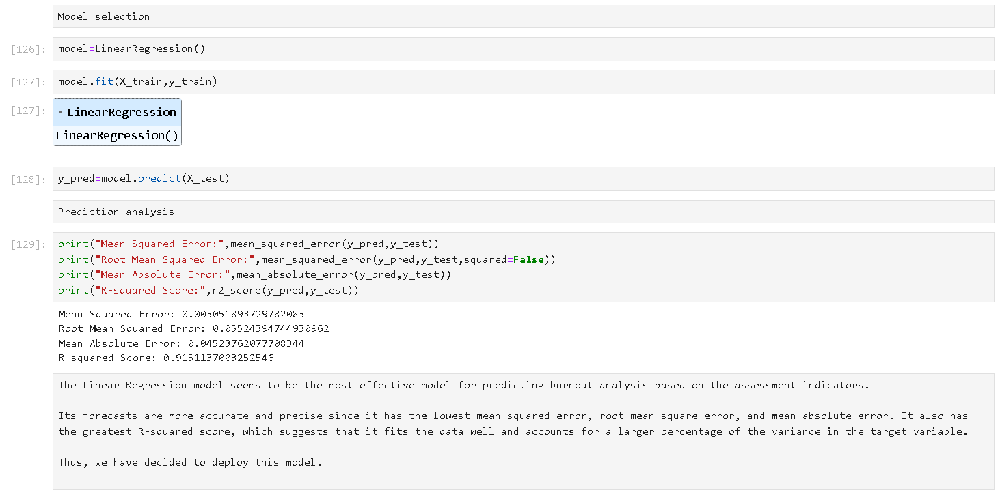 Model selection
[126]: model=LinearRegression()
[127]: model.fit(X_train,y_train)
[127]: ▾ LinearRegression
LinearRegression()
[128]: y_pred=model.predict(X_test)
Prediction analysis
[129]: print("Mean Squared Error:",mean_squared_error(y_pred,y_test))
print("Root Mean Squared Error:",mean_squared_error(y_pred,y_test,squared=False))
print("Mean Absolute Error:",mean_absolute_error(y_pred,y_test))
print("R-squared Score:",r2_score(y_pred,y_test))
Mean Squared Error: 0.003051893729782083
Root Mean Squared Error: 0.05524394744930962
Mean Absolute Error: 0.04523762077708344
R-squared Score: 0.9151137003252546
The Linear Regression model seems to be the most effective model for predicting burnout analysis based on the assessment indicators.
Its forecasts are more accurate and precise since it has the lowest mean squared error, root mean square error, and mean absolute error. It also has
the greatest R-squared score, which suggests that it fits the data well and accounts for a larger percentage of the variance in the target variable.
Thus, we have decided to deploy this model.